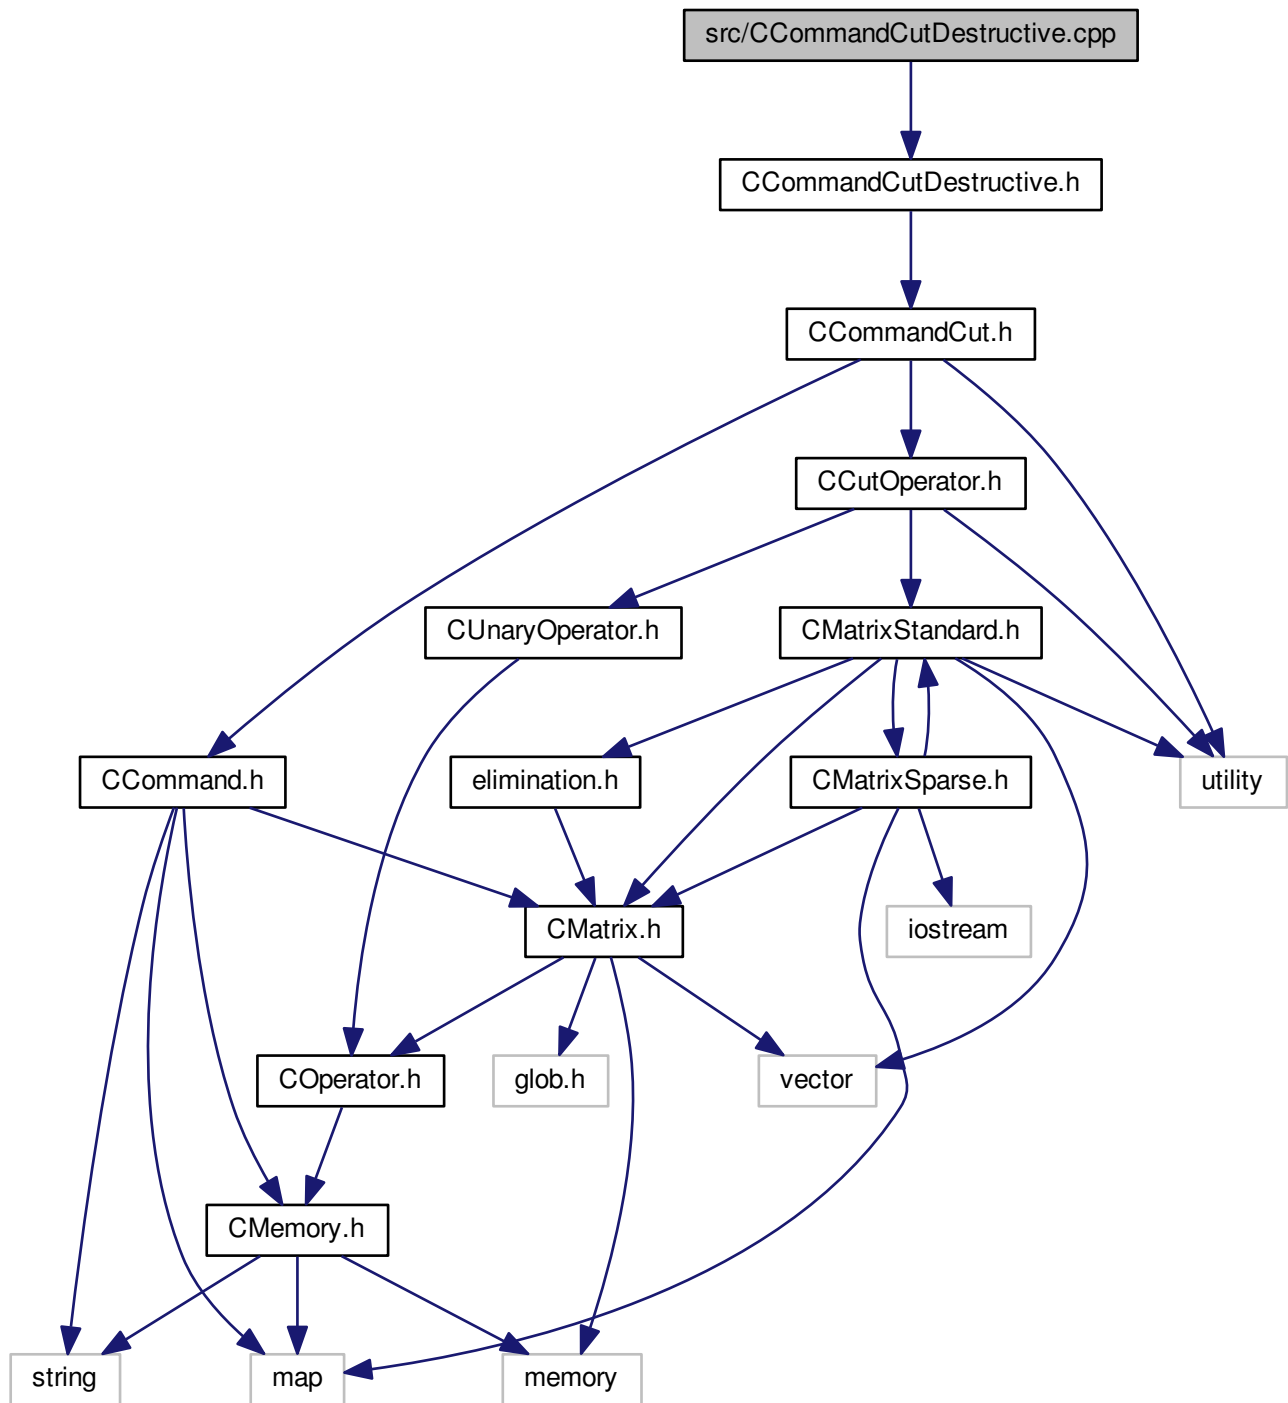 src/CCommandCutDestructive.cpp
CCommandCutDestructive.h
CCommandCut.h
CCutOperator.h
CUnaryOperator.h
CMatrixStandard.h
CCommand.h
elimination.h
CMatrixSparse.h
utility
CMatrix.h
iostream
COperator.h
glob.h
vector
CMemory.h
string
map
memory